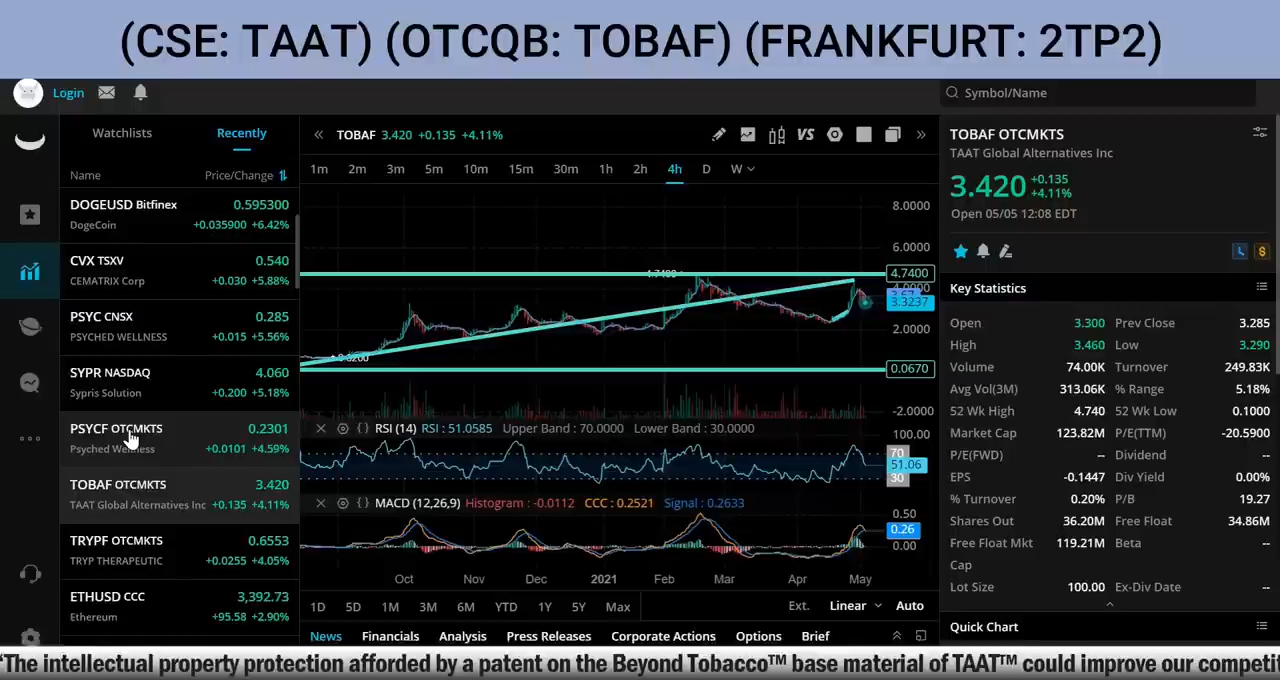 (CSE: TAAT) (OTCQB: TOBAF) (FRANKFURT: 2TP2)
Login
Symbol/Name
Watchlists Recently
Name Price/Change
DOGEUSD Bitfinex 0.595300
DogeCoin +0.035900 +6.42%
CVX TSXV 0.540
CEMATRIX Corp +0.030 +5.88%
PSYC CNSX 0.285
PSYCHED WELLNESS +0.015 +5.56%
SYPR NASDAQ 4.060
Sypris Solution +0.200 +5.18%
PSYCF OTCMKTS 0.2301
Psyched Wellness +0.0101 +4.59%
TOBAF OTCMKTS 3.420
TAAT Global Alternatives Inc +0.135 +4.11%
TRYPF OTCMKTS 0.6553
TRYP THERAPEUTIC +0.0255 +4.05%
ETHUSD CCC 3,392.73
Ethereum +95.58 +2.90%
TOBAF 3.420 +0.135 +4.11%
VS
1m 2m 3m 5m 10m 15m 30m 1h 2h 4h D W
8.0000
6.0000
4.7400
4.0000
3.3237
2.0000
0.0670
-2.0000
RSI (14) RSI : 51.0585 Upper Band : 70.0000 Lower Band : 30.0000
100.00
70
51.06
30
MACD (12,26,9) Histogram : -0.0112 CCC : 0.2521 Signal : 0.2633
0.50
0.26
0.00
Oct Nov Dec 2021 Feb Mar Apr May
1D 5D 1M 3M 6M YTD 1Y 5Y Max Ext. Linear Auto
News Financials Analysis Press Releases Corporate Actions Options Brief
TOBAF OTCMKTS
TAAT Global Alternatives Inc
3.420 +0.135
+4.11%
Open 05/05 12:08 EDT
Key Statistics
Open 3.300 Prev Close 3.285
High 3.460 Low 3.290
Volume 74.00K Turnover 249.83K
Avg Vol(3M) 313.06K % Range 5.18%
52 Wk High 4.740 52 Wk Low 0.1000
Market Cap 123.82M P/E(TTM) -20.5900
P/E(FWD) -- Dividend --
EPS -0.1447 Div Yield 0.00%
% Turnover 0.20% P/B 19.27
Shares Out 36.20M Free Float 34.86M
Free Float Mkt Cap 119.21M Beta --
Lot Size 100.00 Ex-Div Date --
Quick Chart
"The intellectual property protection afforded by a patent on the Beyond Tobacco™ base material of TAAT™ could improve our competi